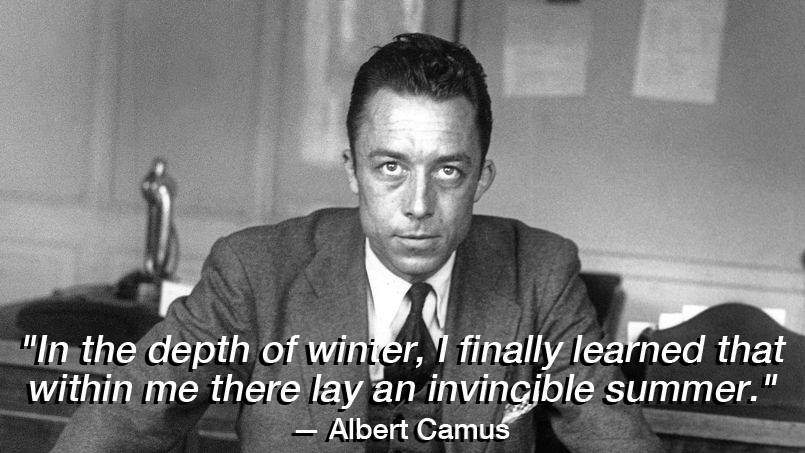 "In the depth of winter, I finally learned that
within me there lay an invincible summer."
— Albert Camus